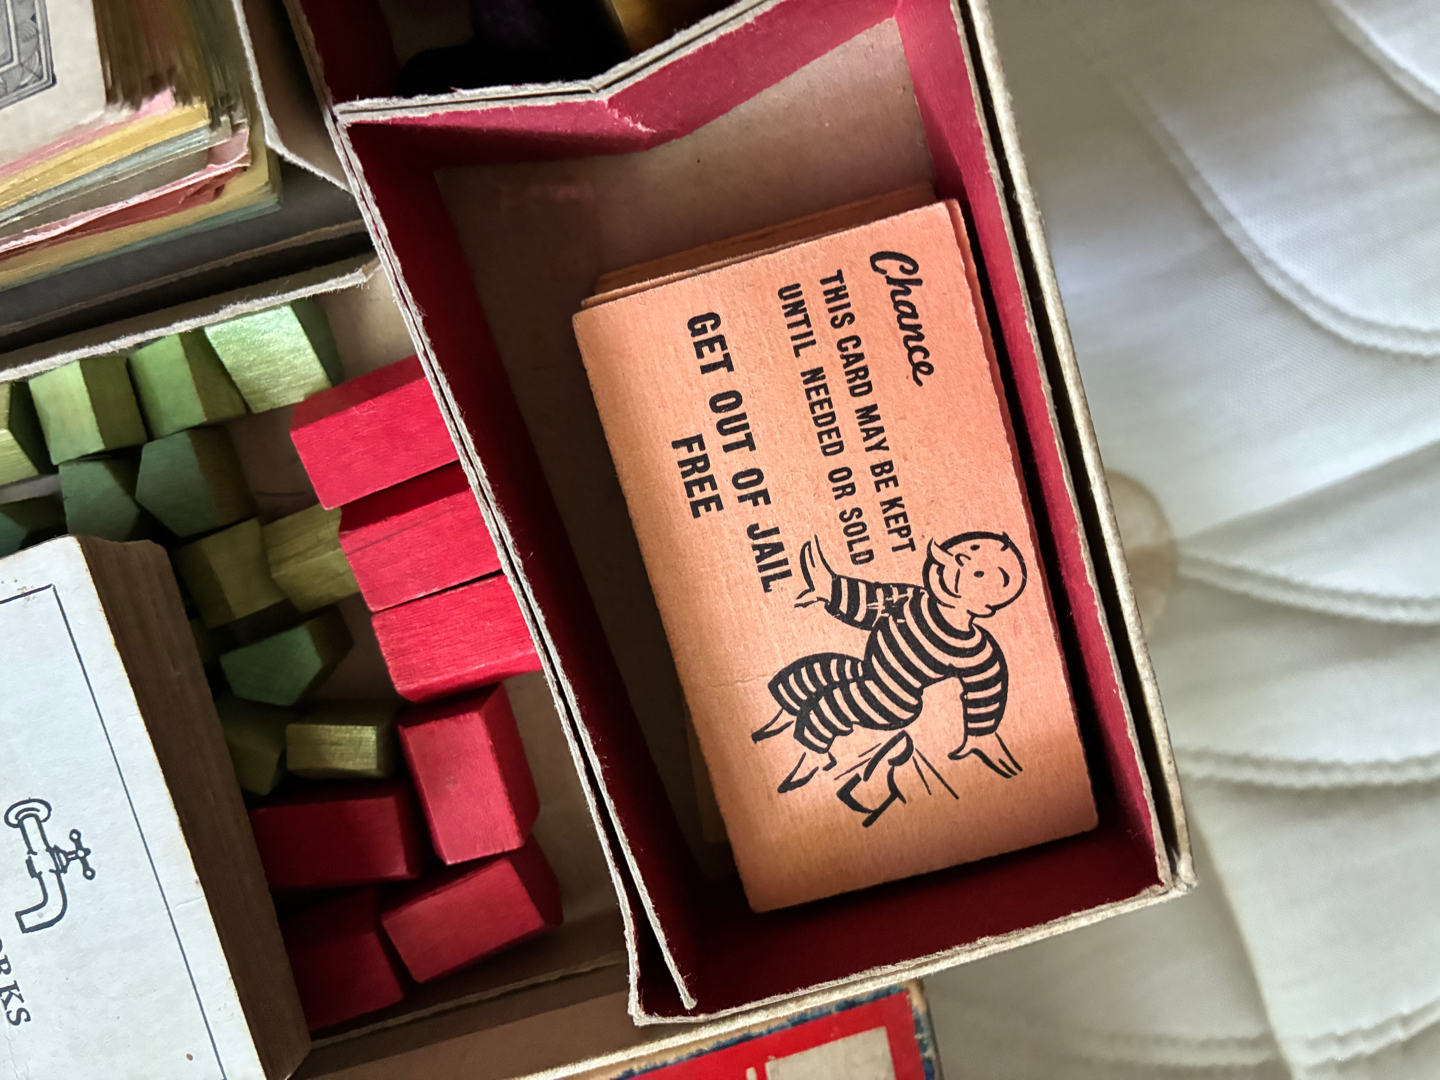 Chance
THIS CARD MAY BE KEPT
UNTIL NEEDED OR SOLD
GET OUT OF JAIL
FREE